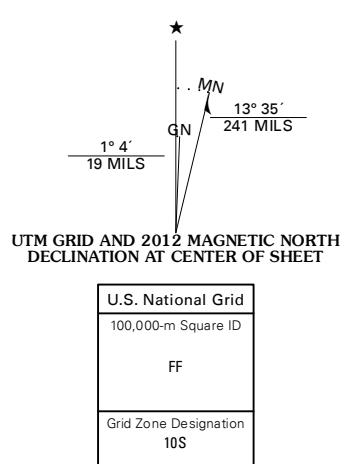 ★
MN
13° 35´
241 MILS
GN
1° 4´
19 MILS
UTM GRID AND 2012 MAGNETIC NORTH
DECLINATION AT CENTER OF SHEET
U.S. National Grid
100,000-m Square ID
FF
Grid Zone Designation
10S